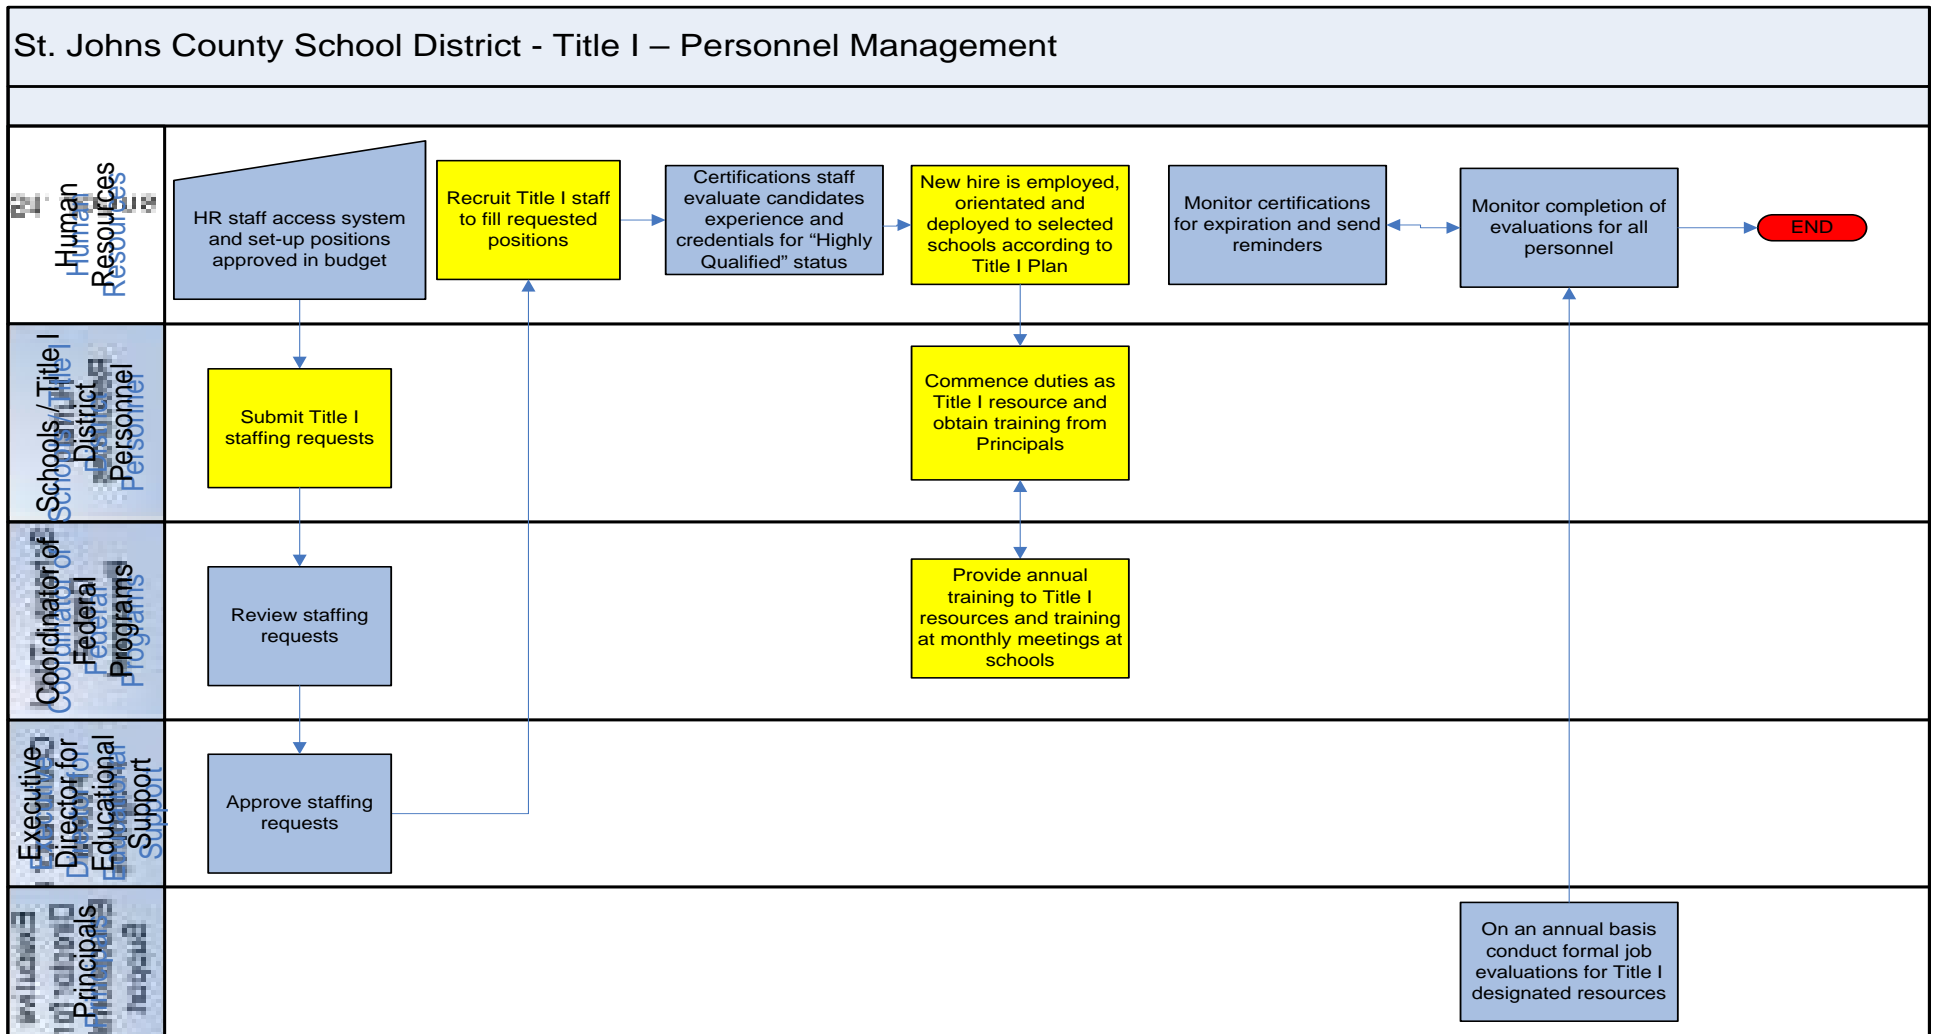 St. Johns County School District - Title I – Personnel Management
Human
Resources
HR staff access system
and set-up positions
approved in budget
Recruit Title I staff
to fill requested
positions
Certifications staff
evaluate candidates
experience and
credentials for “Highly
Qualified” status
New hire is employed,
orientated and
deployed to selected
schools according to
Title I Plan
Monitor certifications
for expiration and send
reminders
Monitor completion of
evaluations for all
personnel
END
Schools/Title I
District
Personnel
Submit Title I
staffing requests
Commence duties as
Title I resource and
obtain training from
Principals
Coordinator of
Federal
Programs
Review staffing
requests
Provide annual
training to Title I
resources and training
at monthly meetings at
schools
Executive
Director for
Educational
Support
Approve staffing
requests
Principals
On an annual basis
conduct formal job
evaluations for Title I
designated resources